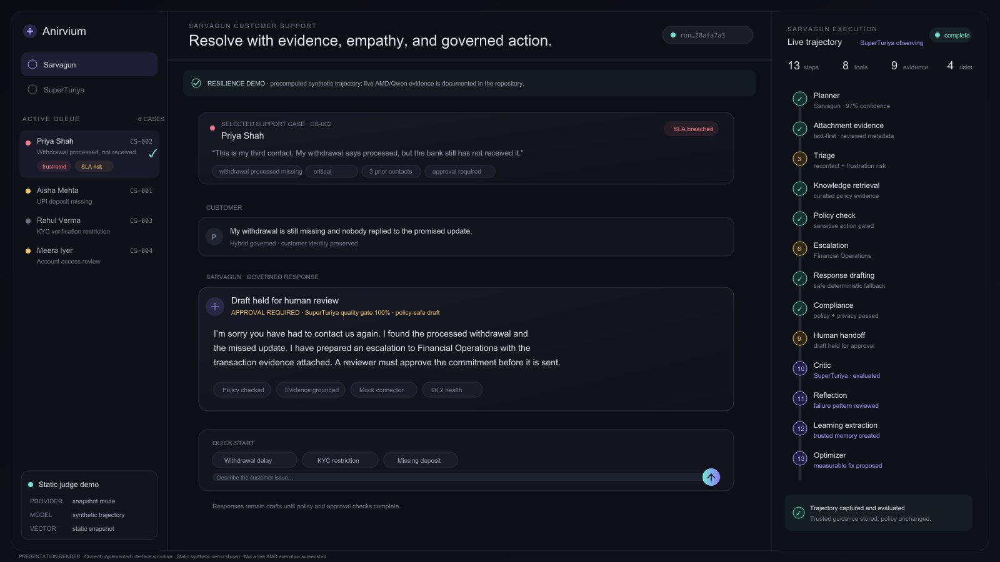 Anirvium
Sarvagun
SuperTuriya
ACTIVE QUEUE 6 CASES
Priya Shah CS-002
Withdrawal processed, not received
frustrated SLA risk
Aisha Mehta CS-001
UPI deposit missing
Rahul Verma CS-003
KYC verification restriction
Meera Iyer CS-004
Account access review
Static judge demo
PROVIDER snapshot mode
MODEL synthetic trajectory
VECTOR static snapshot
SARVAGUN CUSTOMER SUPPORT
Resolve with evidence, empathy, and governed action.
run…28afa7a3
RESILIENCE DEMO · precomputed synthetic trajectory; live AMD/Qwen evidence is documented in the repository.
SELECTED SUPPORT CASE · CS-002
Priya Shah
SLA breached
“This is my third contact. My withdrawal says processed, but the bank still has not received it.”
withdrawal processed missing critical 3 prior contacts approval required
CUSTOMER
P
My withdrawal is still missing and nobody replied to the promised update.
Hybrid governed · customer identity preserved
SARVAGUN · GOVERNED RESPONSE
Draft held for human review
APPROVAL REQUIRED · SuperTuriya quality gate 100% · policy-safe draft
I’m sorry you have had to contact us again. I found the processed withdrawal and
the missed update. I have prepared an escalation to Financial Operations with the
transaction evidence attached. A reviewer must approve the commitment before it is sent.
Policy checked Evidence grounded Mock connector 90.2 health
QUICK START
Withdrawal delay KYC restriction Missing deposit
Describe the customer issue…
Responses remain drafts until policy and approval checks complete.
SARVAGUN EXECUTION
Live trajectory · SuperTuriya observing
complete
13 steps 8 tools 9 evidence 4 risks
Planner
Sarvagun · 97% confidence
Attachment evidence
text-first · reviewed metadata
3 Triage
recontact + frustration risk
Knowledge retrieval
curated policy evidence
Policy check
sensitive action gated
6 Escalation
Financial Operations
Response drafting
safe deterministic fallback
Compliance
policy + privacy passed
9 Human handoff
draft held for approval
10 Critic
SuperTuriya · evaluated
11 Reflection
failure pattern reviewed
12 Learning extraction
trusted memory created
13 Optimizer
measurable fix proposed
Trajectory captured and evaluated
Trusted guidance stored; policy unchanged.
PRESENTATION RENDER · Current implemented interface structure · Static synthetic demo shown · Not a live AMD execution screenshot